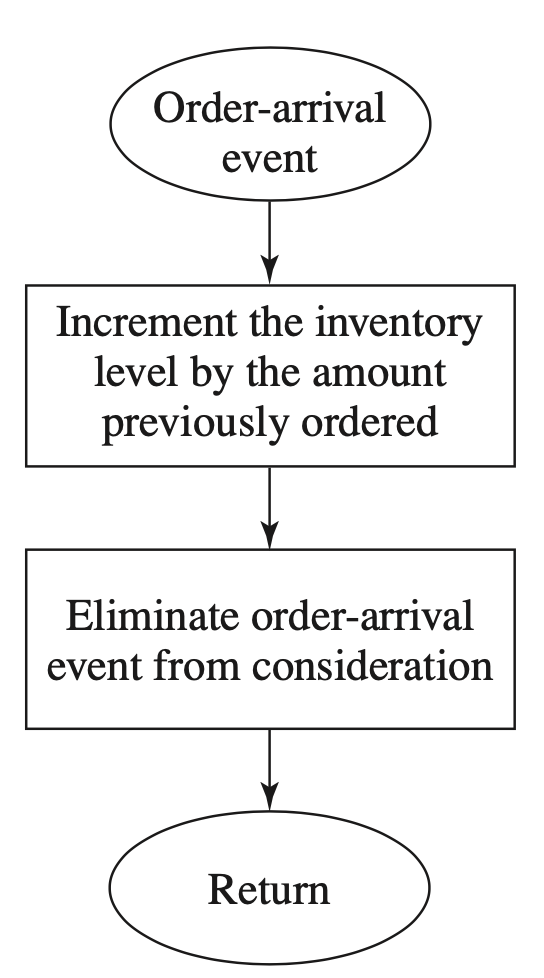 Order-arrival
event
Increment the inventory
level by the amount
previously ordered
Eliminate order-arrival
event from consideration
Return